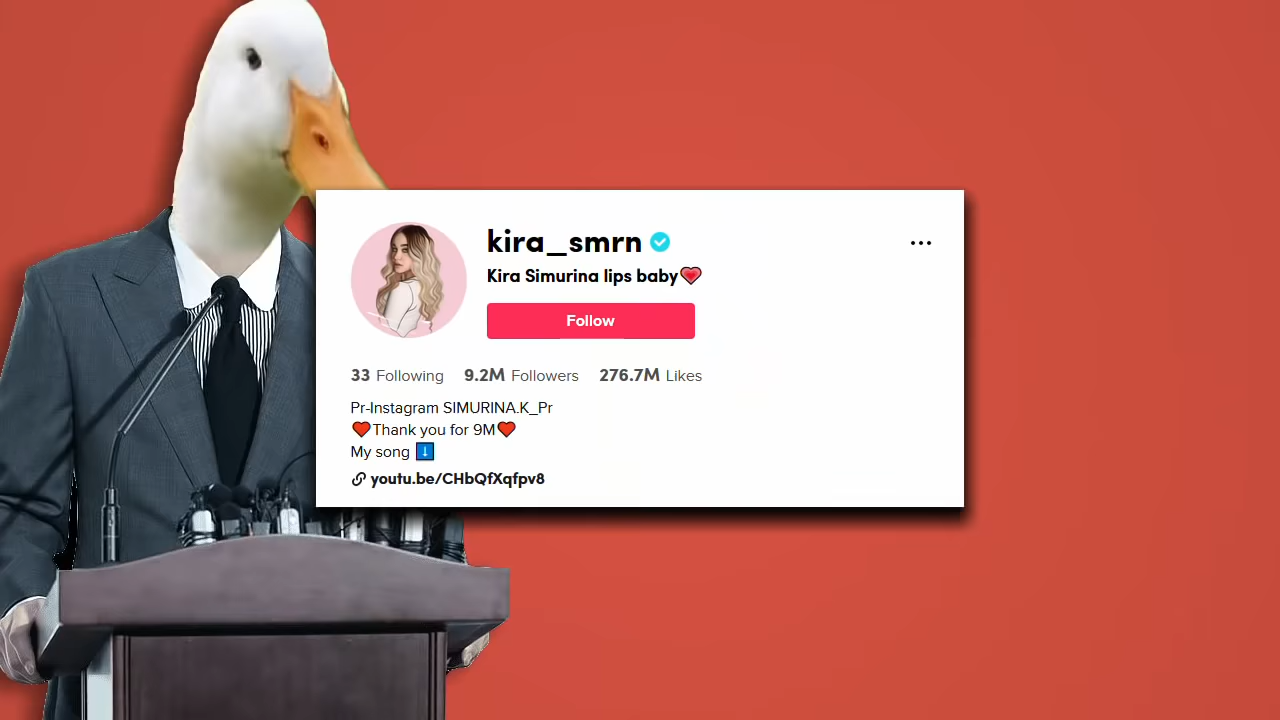 kira_smrn
Kira Simurina lips baby💗
Follow
33 Following 9.2M Followers 276.7M Likes
Pr-Instagram SIMURINA.K_Pr
❤️Thank you for 9M❤️
My song ⬇️
youtu.be/CHbQfXqfpv8